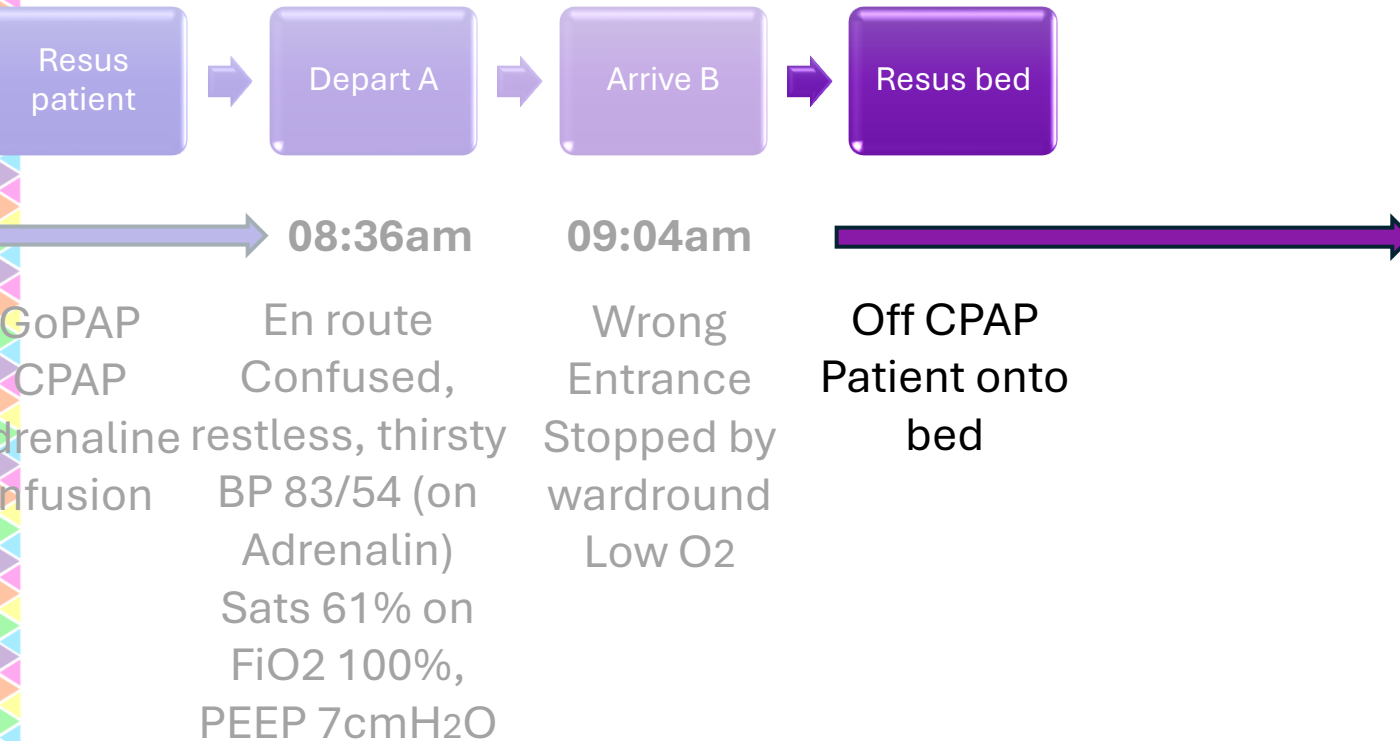 Resus
patient
Depart A
Arrive B
Resus bed
08:36am
09:04am
GoPAP
CPAP
drenaline
nfusion
En route
Confused,
restless, thirsty
BP 83/54 (on
Adrenalin)
Sats 61% on
FiO2 100%,
PEEP 7cmH2O
Wrong
Entrance
Stopped by
wardround
Low O2
Off CPAP
Patient onto
bed